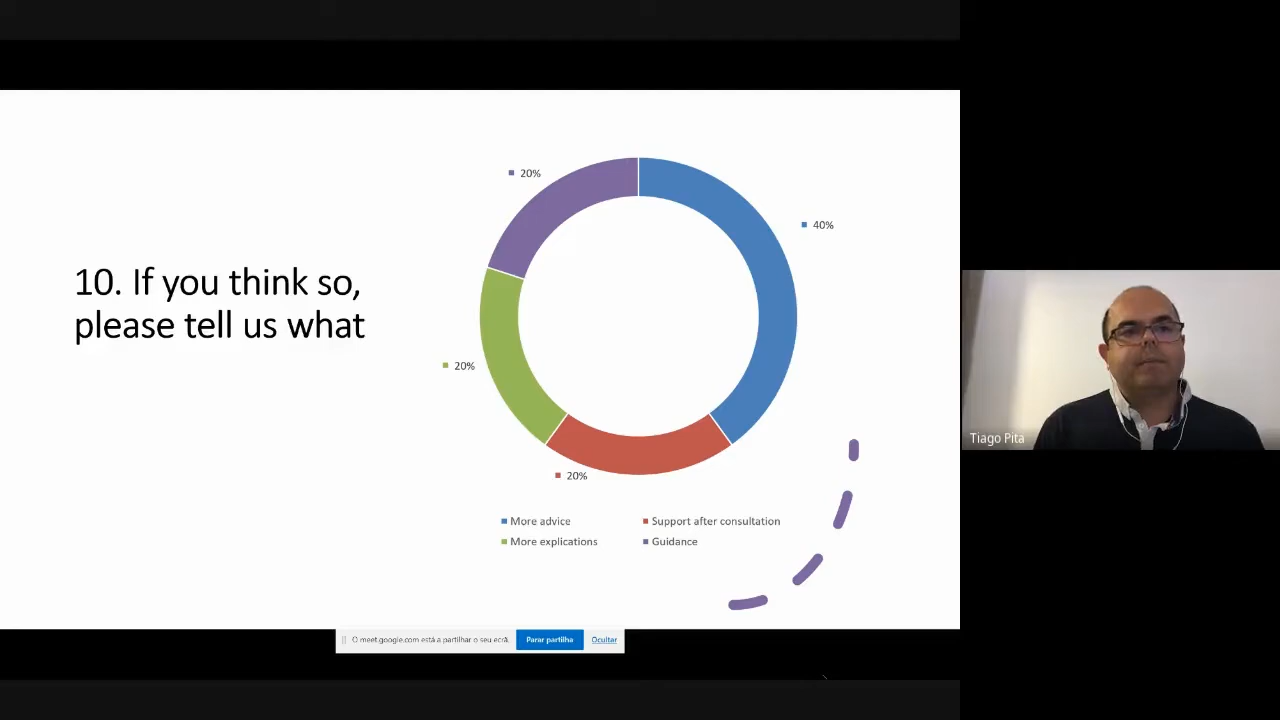 10. If you think so,
please tell us what
20%
40%
20%
20%
More advice
Support after consultation
More explications
Guidance
Tiago Pita
O meet.google.com está a partilhar o seu ecrã.
Parar partilha
Ocultar